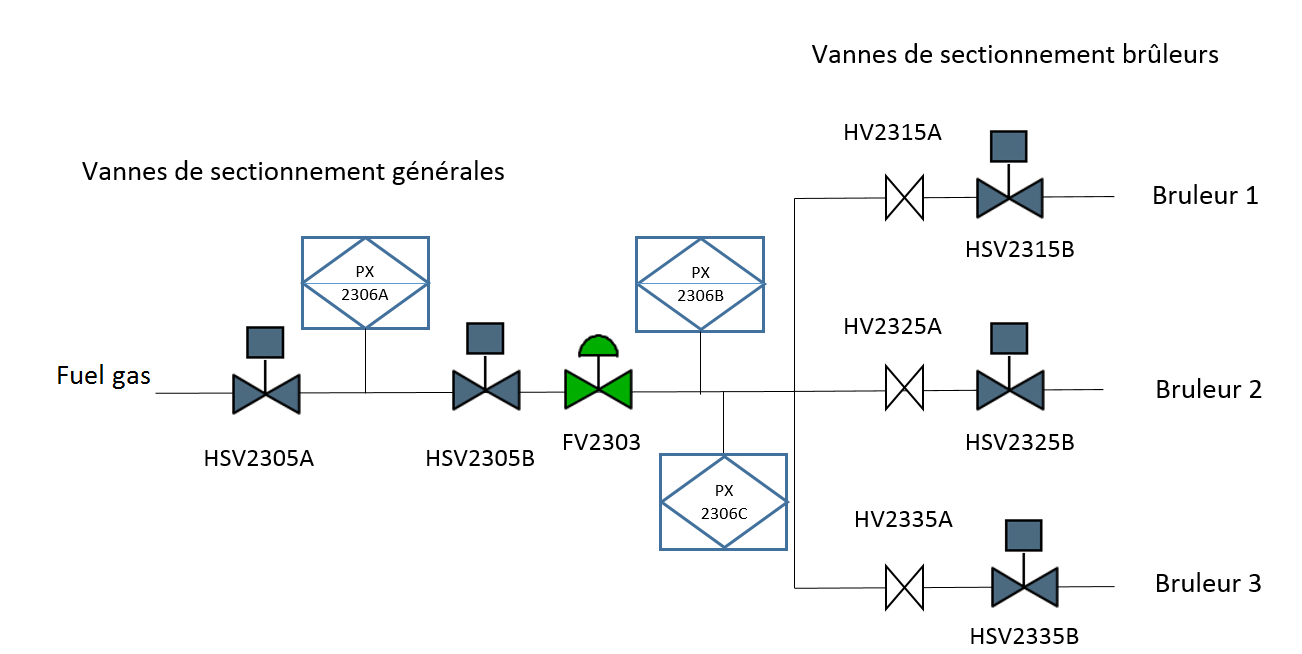 Vannes de sectionnement brûleurs
HV2315A
Vannes de sectionnement générales
Bruleur 1
HSV2315B
PX
2306A
PX
2306B
HV2325A
Fuel gas
Bruleur 2
HSV2305A
HSV2305B
FV2303
HSV2325B
PX
2306C
HV2335A
Bruleur 3
HSV2335B